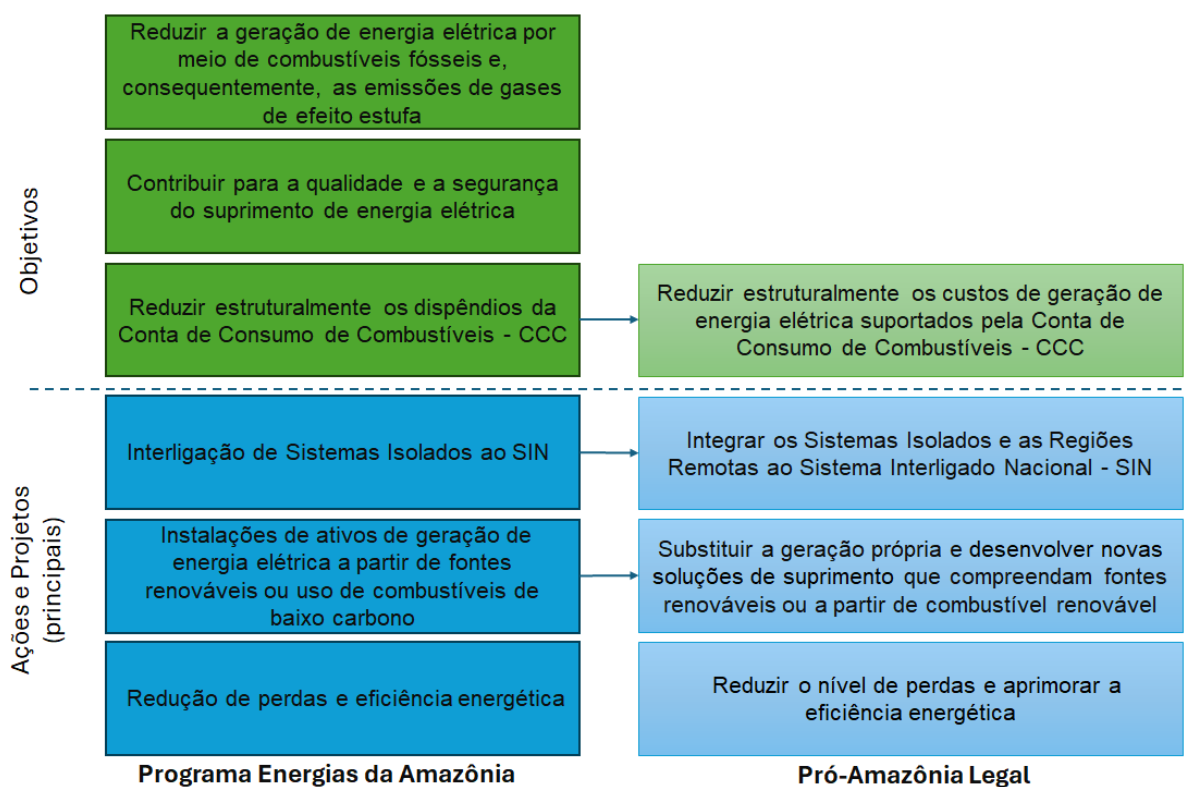 Objetivos
Reduzir a geração de energia elétrica por
meio de combustíveis fósseis e,
consequentemente, as emissões de gases
de efeito estufa
Contribuir para a qualidade e a segurança
do suprimento de energia elétrica
Reduzir estruturalmente os dispêndios da
Conta de Consumo de Combustíveis - CCC
Reduzir estruturalmente os custos de geração de
energia elétrica suportados pela Conta de
Consumo de Combustíveis - CCC
Ações e Projetos
(principais)
Interligação de Sistemas Isolados ao SIN
Integrar os Sistemas Isolados e as Regiões
Remotas ao Sistema Interligado Nacional - SIN
Instalações de ativos de geração de
energia elétrica a partir de fontes
renováveis ou uso de combustíveis de
baixo carbono
Substituir a geração própria e desenvolver novas
soluções de suprimento que compreendam fontes
renováveis ou a partir de combustível renovável
Redução de perdas e eficiência energética
Reduzir o nível de perdas e aprimorar a
eficiência energética
Programa Energias da Amazônia
Pró-Amazônia Legal